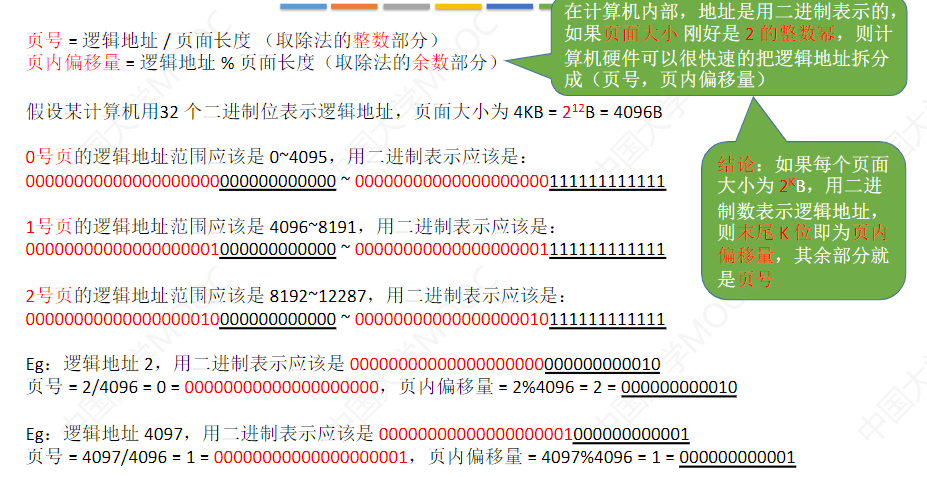 页号 = 逻辑地址 / 页面长度 （取除法的整数部分）
页内偏移量 = 逻辑地址 % 页面长度（取除法的余数部分）
在计算机内部，地址是用二进制表示的，
如果页面大小 刚好是 2 的整数幂，则计
算机硬件可以很快速的把逻辑地址拆分
成（页号，页内偏移量）
假设某计算机用32 个二进制位表示逻辑地址，页面大小为 4KB = 2¹²B = 4096B
0号页的逻辑地址范围应该是 0~4095，用二进制表示应该是：
00000000000000000000000000000000 ~ 00000000000000000000111111111111
1号页的逻辑地址范围应该是 4096~8191，用二进制表示应该是：
00000000000000000001000000000000 ~ 00000000000000000001111111111111
2号页的逻辑地址范围应该是 8192~12287，用二进制表示应该是：
00000000000000000010000000000000 ~ 00000000000000000010111111111111
结论：如果每个页面
大小为 2ᴷB，用二进
制数表示逻辑地址，
则末尾 K 位即为页内
偏移量，其余部分就
是页号
Eg：逻辑地址 2，用二进制表示应该是 00000000000000000000000000000010
页号 = 2/4096 = 0 = 00000000000000000000，页内偏移量 = 2%4096 = 2 = 000000000010
Eg：逻辑地址 4097，用二进制表示应该是 00000000000000000001000000000001
页号 = 4097/4096 = 1 = 00000000000000000001，页内偏移量 = 4097%4096 = 1 = 000000000001
中国大学MOOC